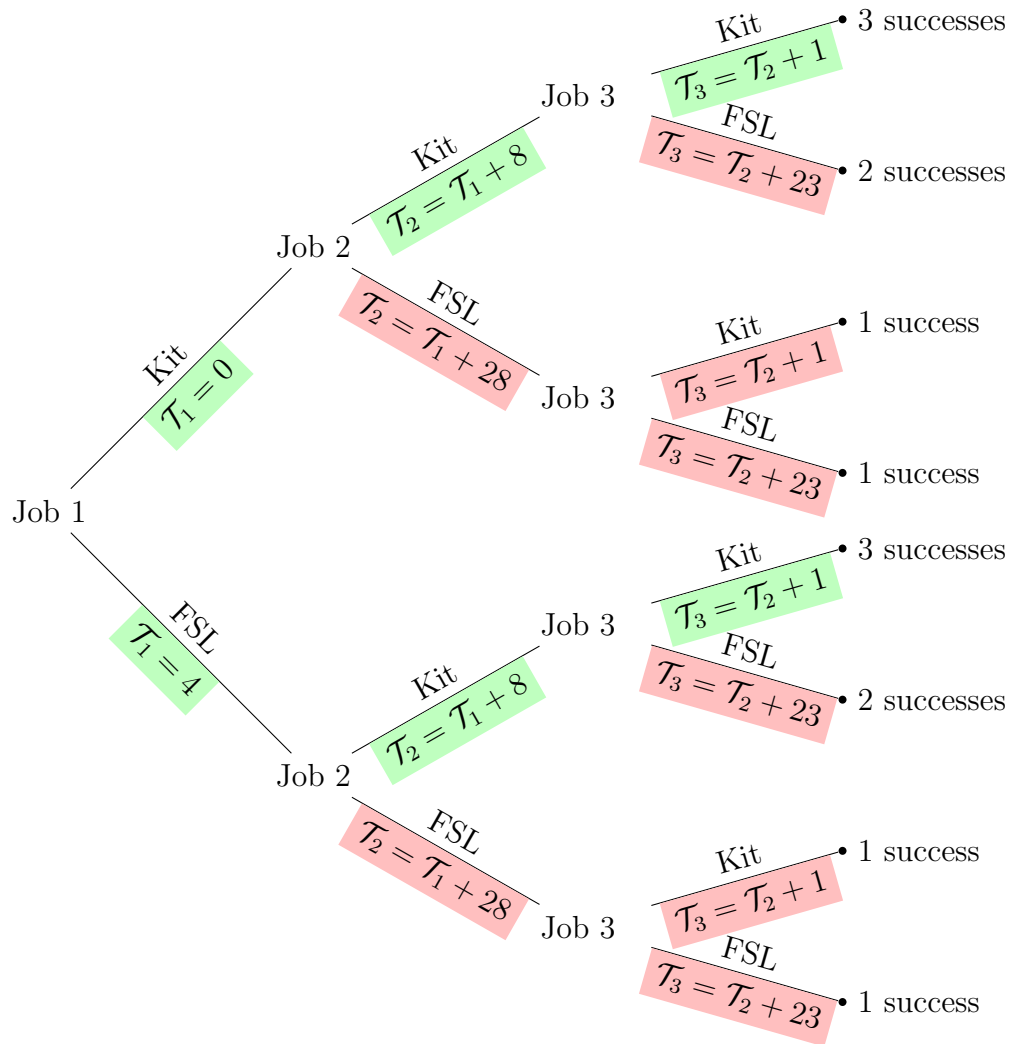 Kit
3 successes
𝒯₃ = 𝒯₂ + 1
Job 3
FSL
𝒯₃ = 𝒯₂ + 23
2 successes
Kit
𝒯₂ = 𝒯₁ + 8
Job 2
FSL
𝒯₂ = 𝒯₁ + 28
Kit
1 success
𝒯₃ = 𝒯₂ + 1
Job 3
FSL
𝒯₃ = 𝒯₂ + 23
1 success
Kit
𝒯₁ = 0
Job 1
FSL
𝒯₁ = 4
Kit
3 successes
𝒯₃ = 𝒯₂ + 1
Job 3
FSL
𝒯₃ = 𝒯₂ + 23
2 successes
Kit
𝒯₂ = 𝒯₁ + 8
Job 2
FSL
𝒯₂ = 𝒯₁ + 28
Kit
1 success
𝒯₃ = 𝒯₂ + 1
Job 3
FSL
𝒯₃ = 𝒯₂ + 23
1 success